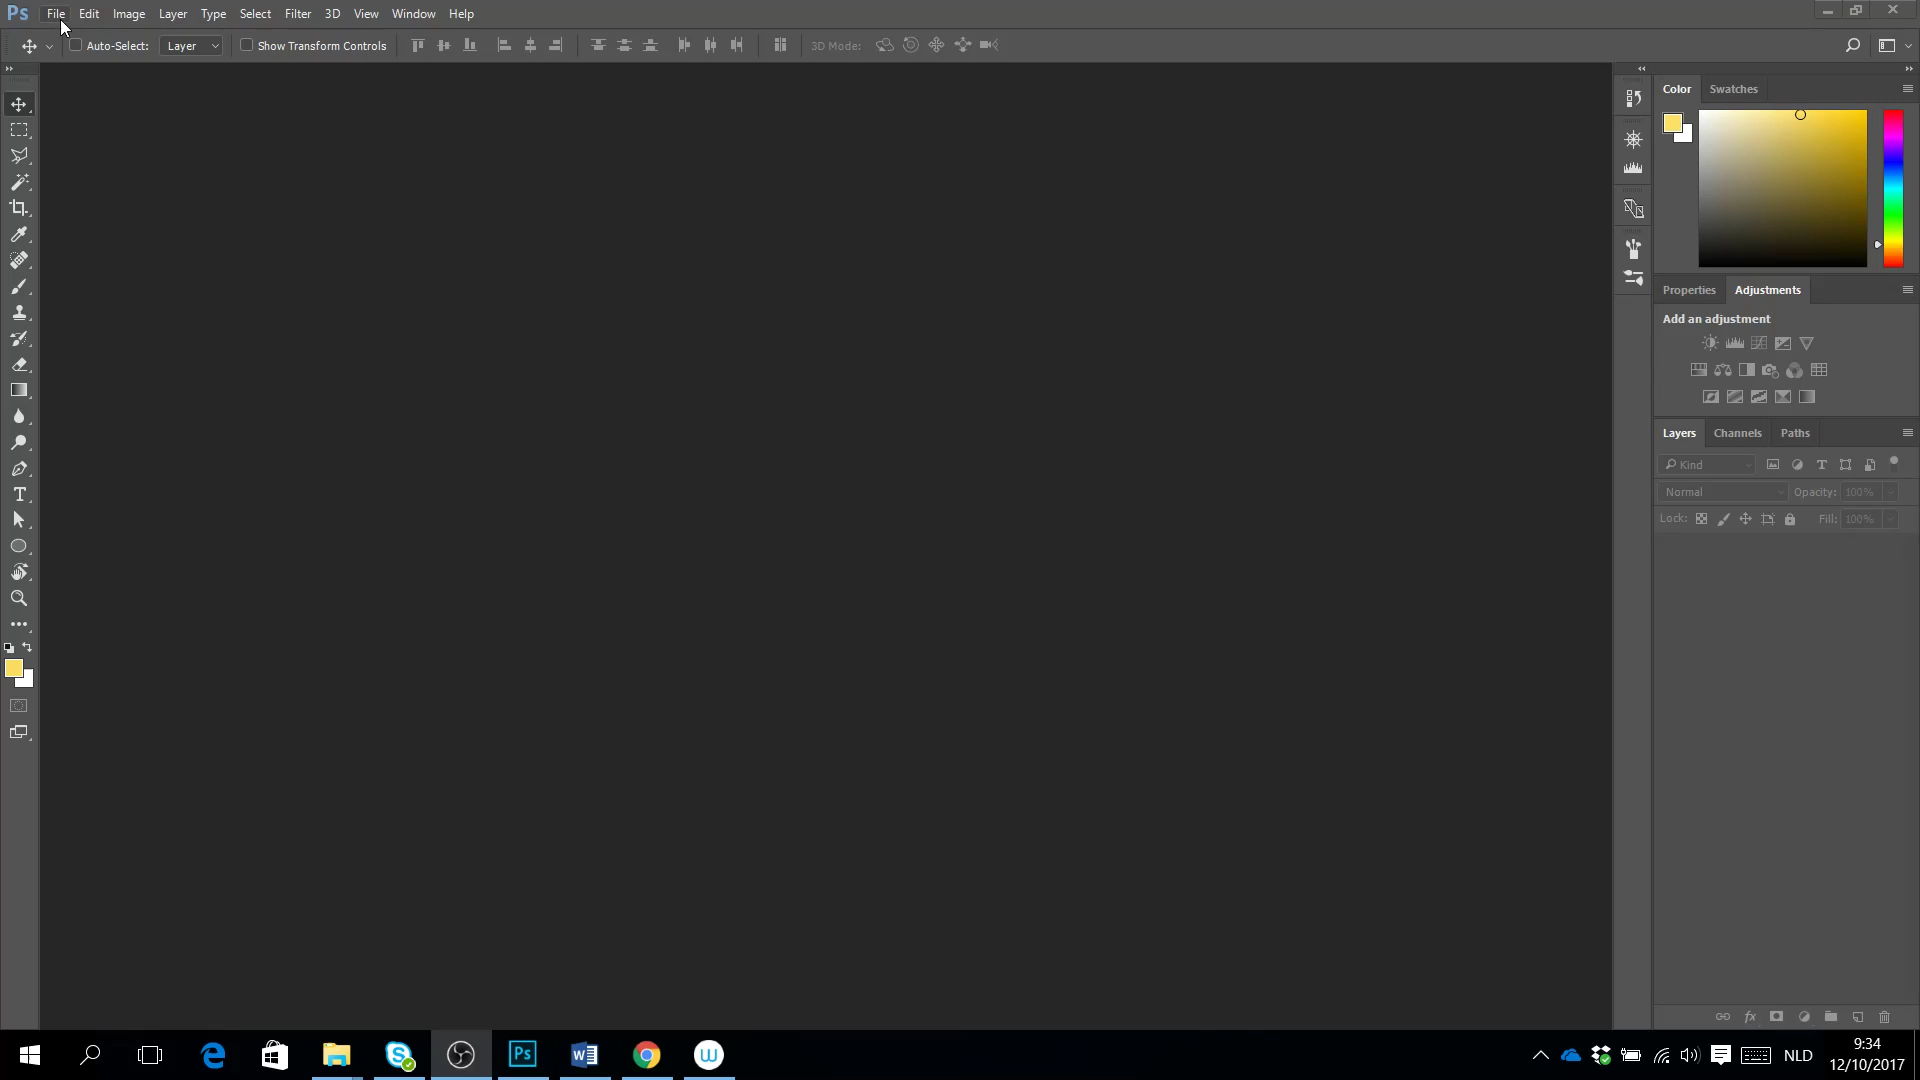 Ps File Edit Image Layer Type Select Filter 3D View Window Help
Auto-Select: Layer Show Transform Controls 3D Mode:
Color Swatches
Properties Adjustments
Add an adjustment
Layers Channels Paths
Kind
Normal Opacity: 100%
Lock: Fill: 100%
NLD
9:34
12/10/2017